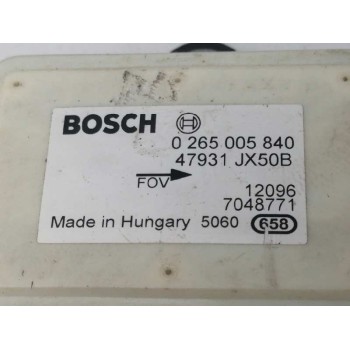 BOSCH
0 265 005 840
47931 JX50B
FOV
12096
7048771
Made in Hungary 5060 658